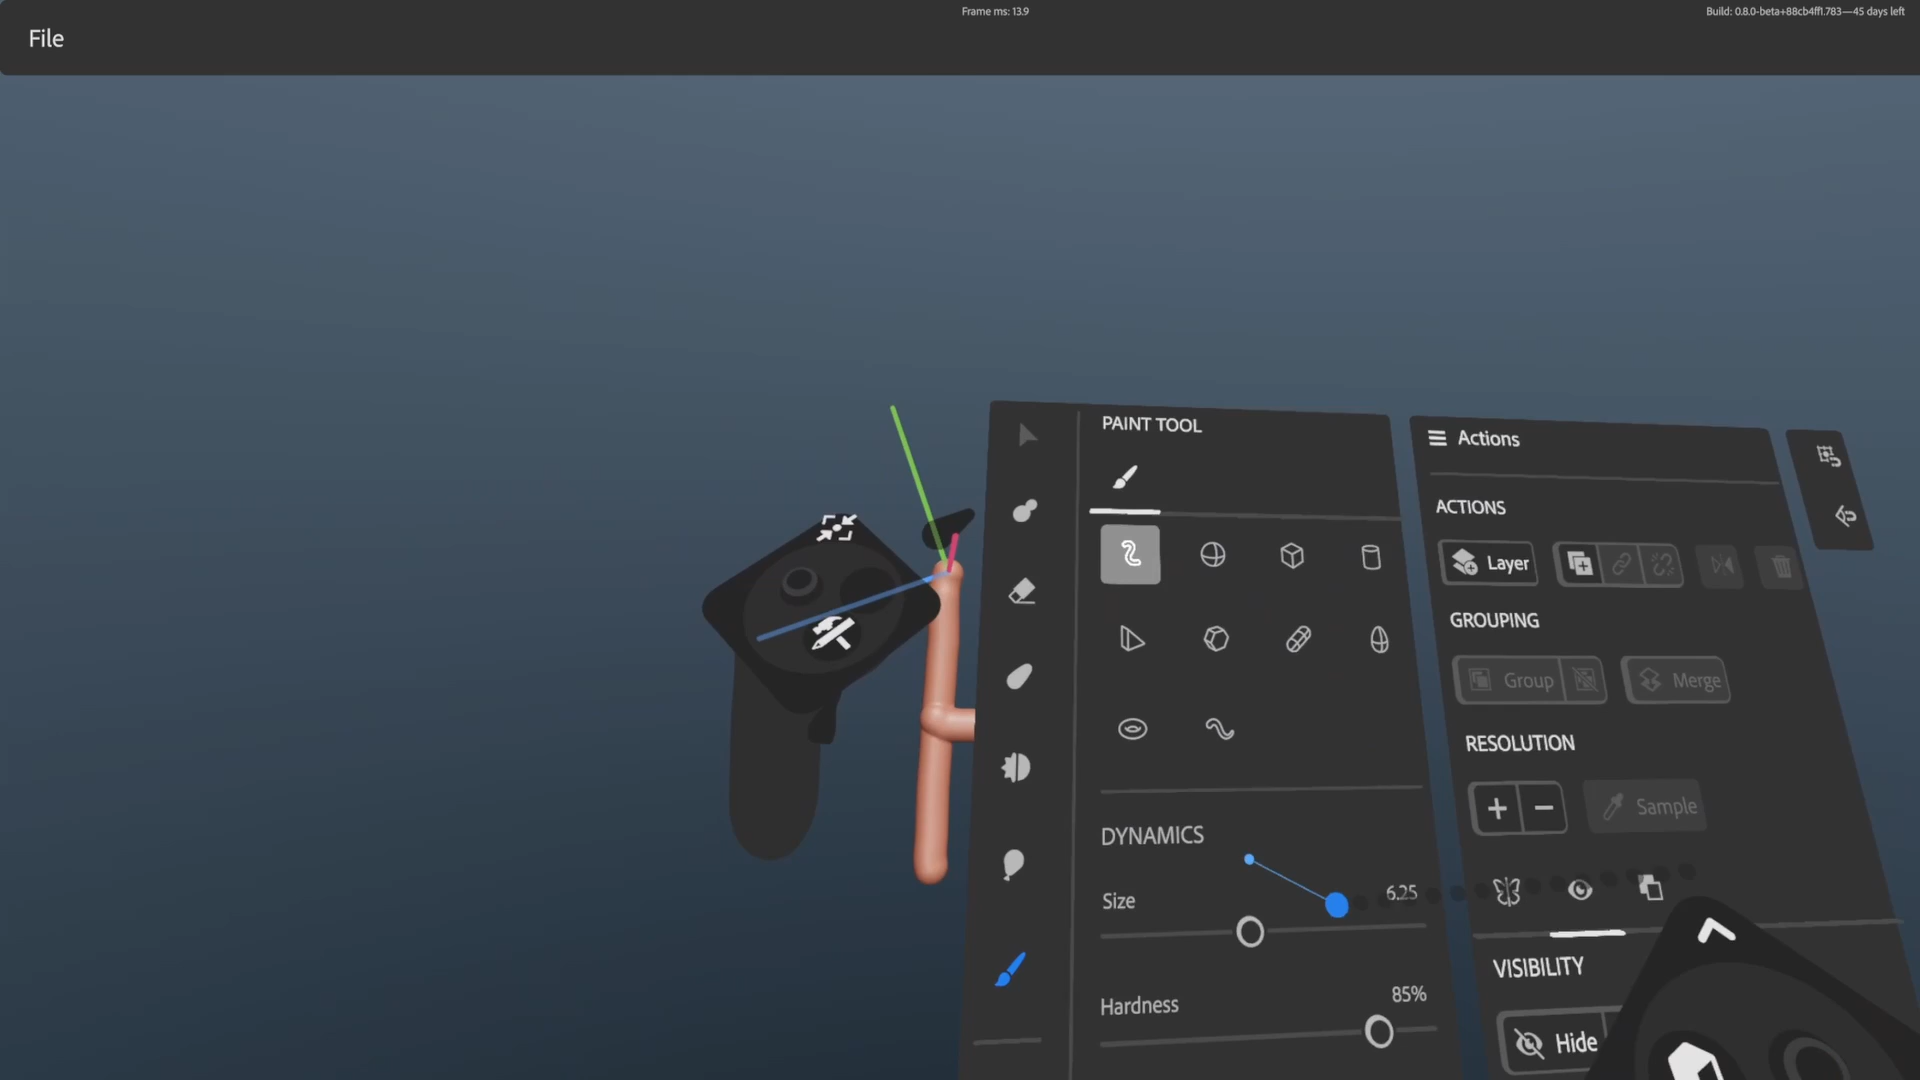 Frame ms: 13.9
Build: 0.8.0-beta+88cb4ff1.783—45 days left
File
PAINT TOOL
Actions
ACTIONS
Layer
GROUPING
Group
Merge
RESOLUTION
Sample
DYNAMICS
Size
6.25
VISIBILITY
Hardness
85%
Hide